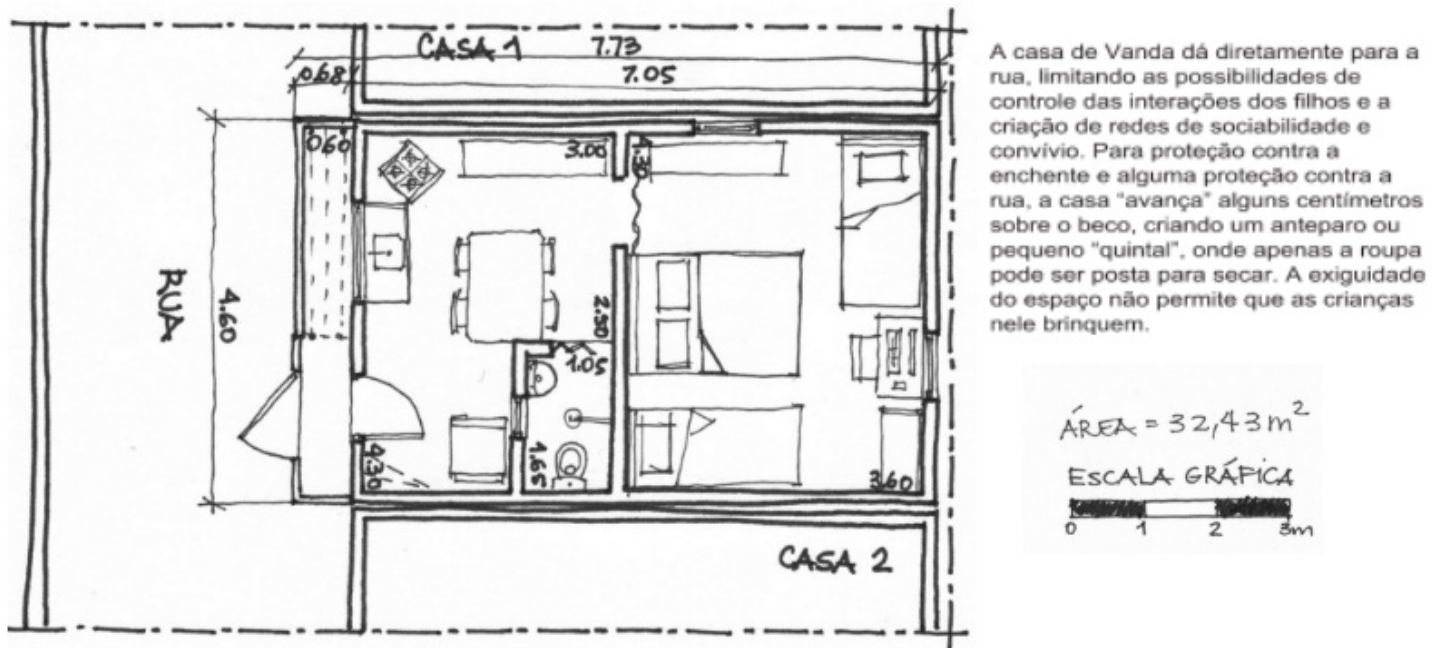 CASA 1
7.73
0.68
7.05
0.60
3.00
4.30
RUA
4.60
2.50
1.05
4.30
1.65
3.60
CASA 2
A casa de Vanda dá diretamente para a
rua, limitando as possibilidades de
controle das interações dos filhos e a
criação de redes de sociabilidade e
convívio. Para proteção contra a
enchente e alguma proteção contra a
rua, a casa “avança” alguns centímetros
sobre o beco, criando um anteparo ou
pequeno “quintal”, onde apenas a roupa
pode ser posta para secar. A exiguidade
do espaço não permite que as crianças
nele brinquem.
ÁREA = 32,43 m²
ESCALA GRÁFICA
0 1 2 3m